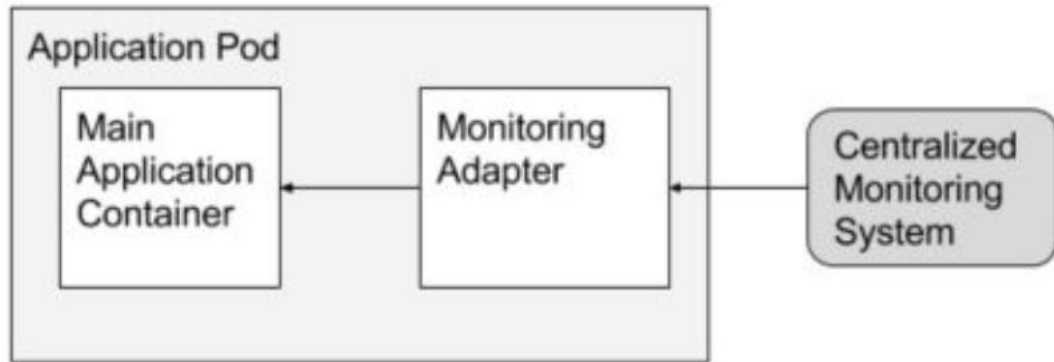 Application Pod
Main
Application
Container
Monitoring
Adapter
Centralized
Monitoring
System